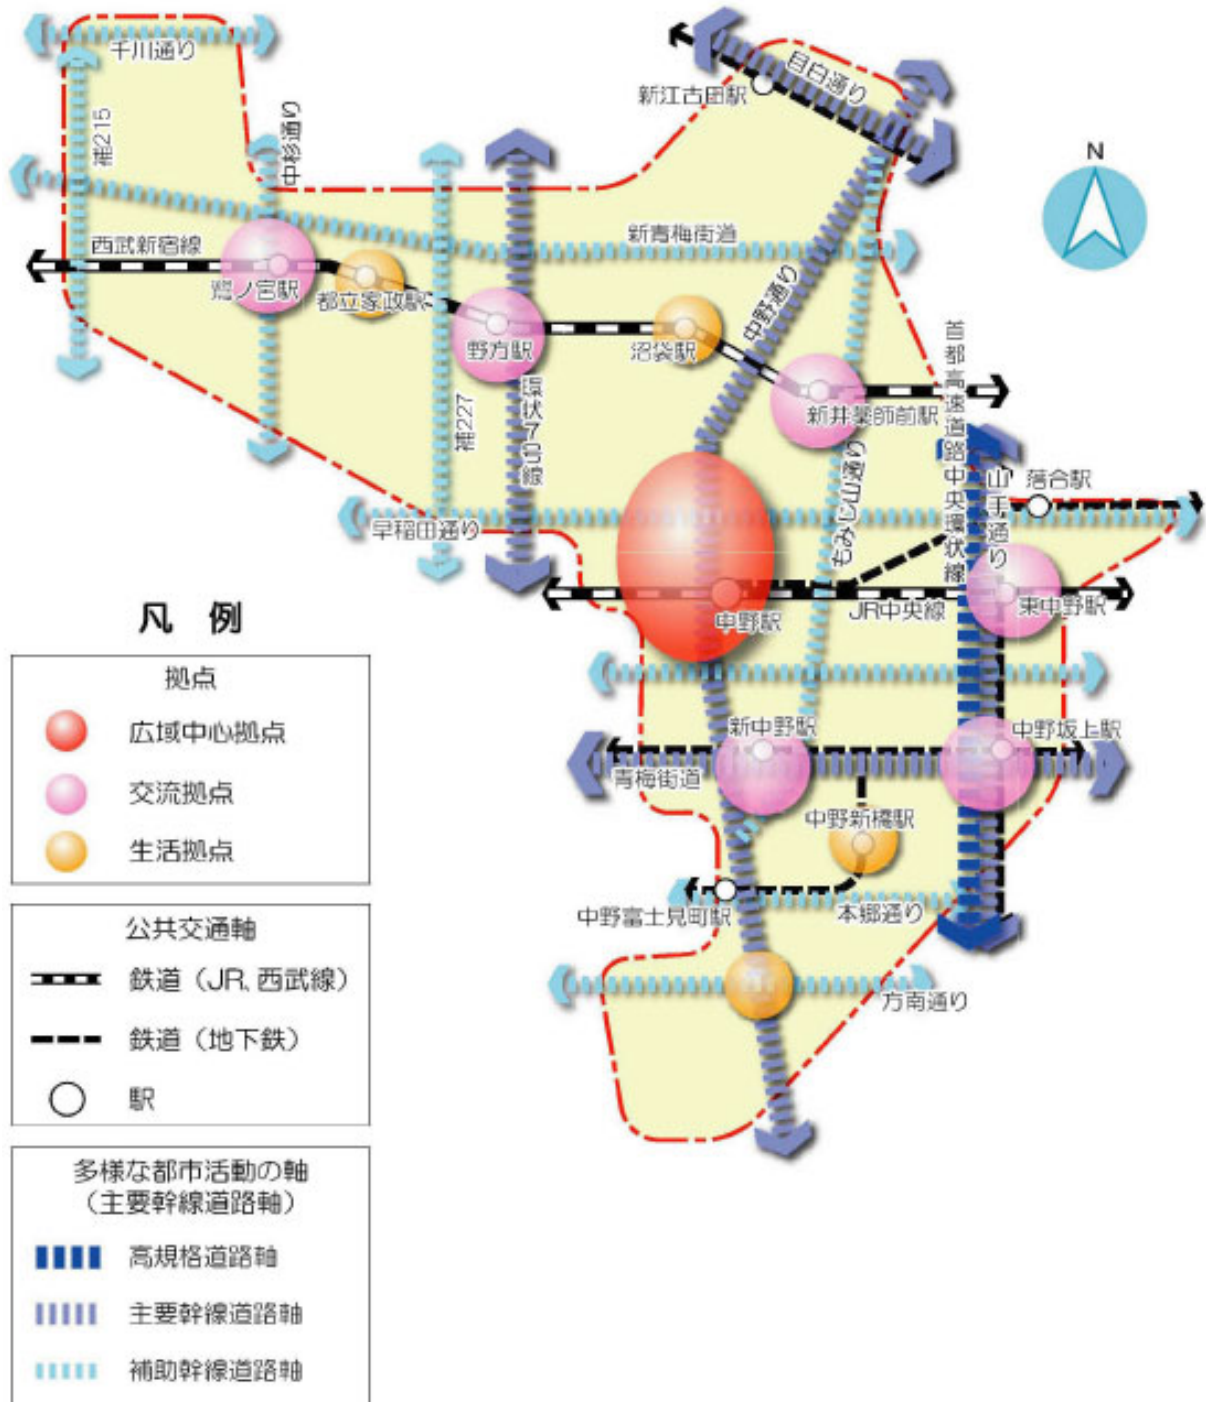 千川通り
目白通り
新江古田駅
補215
中杉通り
N
西武新宿線
新青梅街道
鷺ノ宮駅
都立家政駅
野方駅
沼袋駅
中野通り
新井薬師前駅
首都高速道路中央環状線
環状7号線
補227
もみじ山通り
山手通り
落合駅
早稲田通り
中野駅
JR中央線
東中野駅
新中野駅
中野坂上駅
青梅街道
中野新橋駅
中野富士見町駅
本郷通り
方南通り
凡 例
拠点
広域中心拠点
交流拠点
生活拠点
公共交通軸
鉄道（JR、西武線）
鉄道（地下鉄）
駅
多様な都市活動の軸
（主要幹線道路軸）
高規格道路軸
主要幹線道路軸
補助幹線道路軸